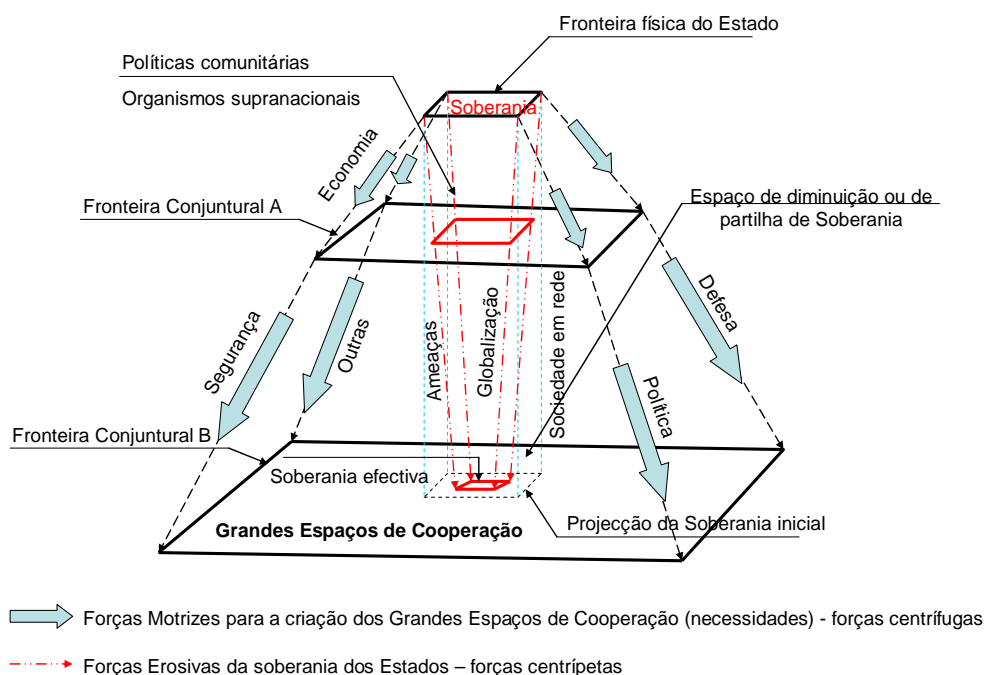 Fronteira física do Estado
Políticas comunitárias
Organismos supranacionais
Soberania
Economia
Fronteira Conjuntural A
Espaço de diminuição ou de
partilha de Soberania
Segurança
Outras
Ameaças
Globalização
Sociedade em rede
Defesa
Política
Fronteira Conjuntural B
Soberania efectiva
Grandes Espaços de Cooperação
Projecção da Soberania inicial
Forças Motrizes para a criação dos Grandes Espaços de Cooperação (necessidades) - forças centrífugas
Forças Erosivas da soberania dos Estados – forças centrípetas